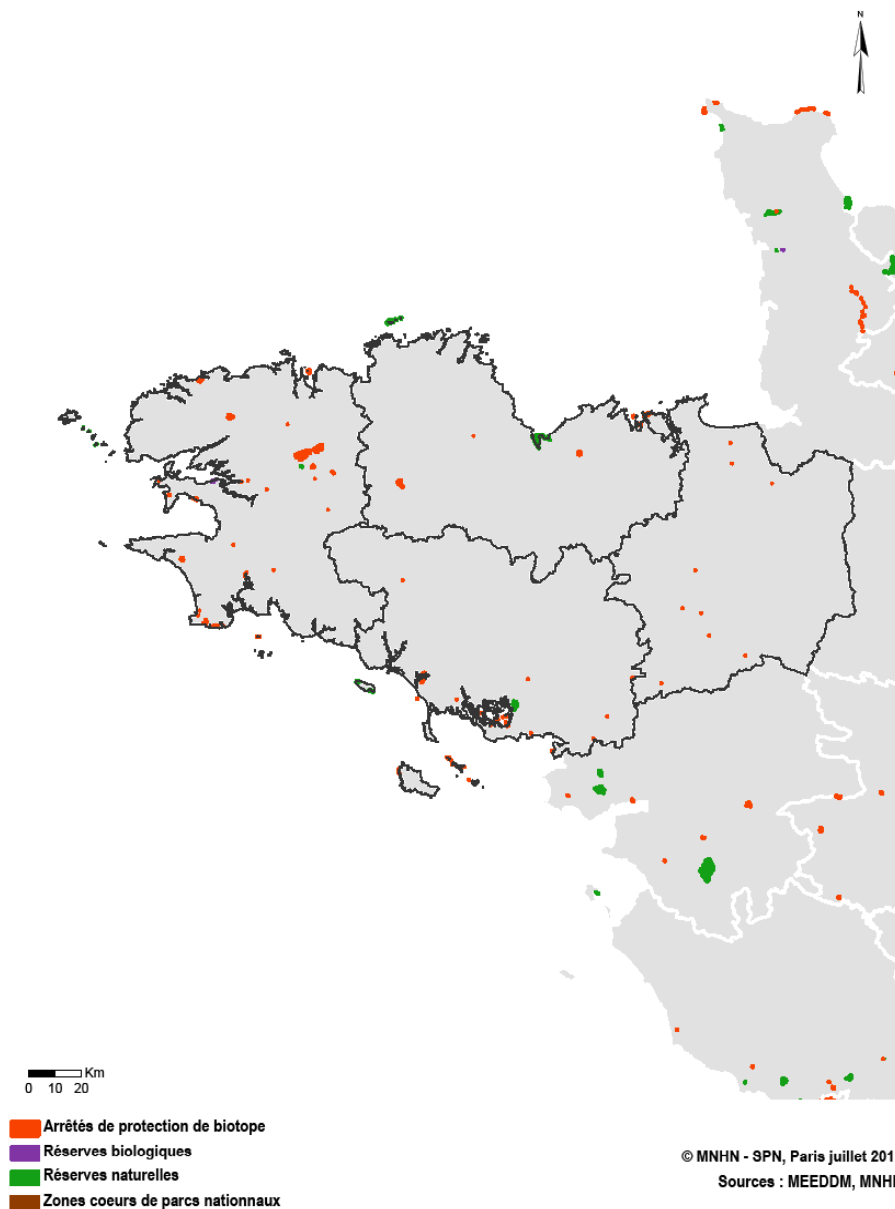 N
Km
0 10 20
Arrêtés de protection de biotope
Réserves biologiques
Réserves naturelles
Zones coeurs de parcs nationnaux
© MNHN - SPN, Paris juillet 201
Sources : MEEDDM, MNH